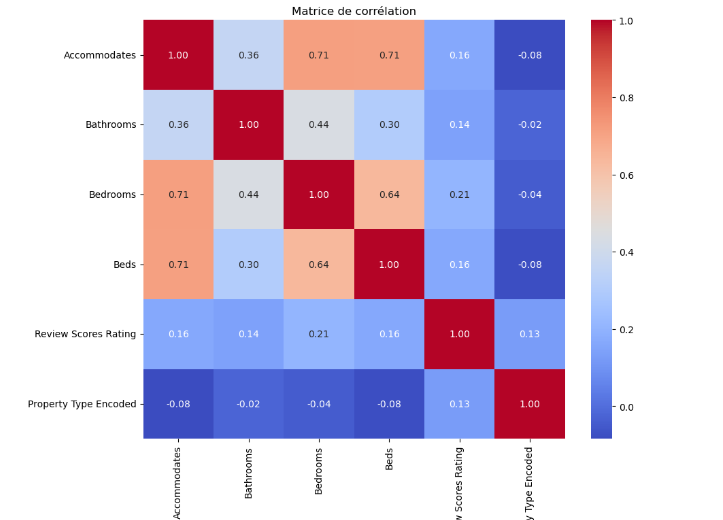 Matrice de corrélation
Accommodates 1.00 0.36 0.71 0.71 0.16 -0.08
Bathrooms 0.36 1.00 0.44 0.30 0.14 -0.02
Bedrooms 0.71 0.44 1.00 0.64 0.21 -0.04
Beds 0.71 0.30 0.64 1.00 0.16 -0.08
Review Scores Rating 0.16 0.14 0.21 0.16 1.00 0.13
Property Type Encoded -0.08 -0.02 -0.04 -0.08 0.13 1.00
Accommodates
Bathrooms
Bedrooms
Beds
Scores Rating
Type Encoded
1.0
0.8
0.6
0.4
0.2
0.0